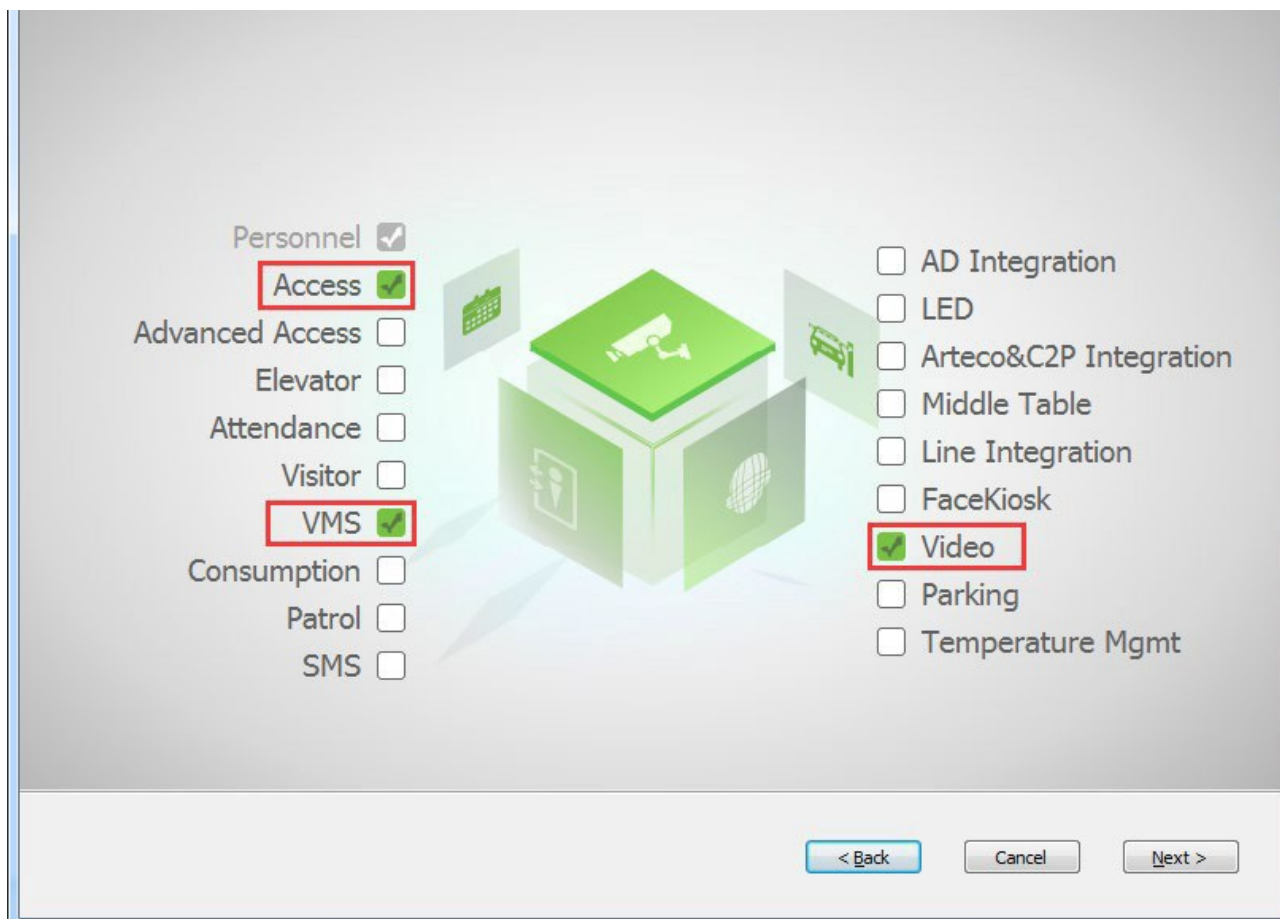 Personnel
Access
Advanced Access
Elevator
Attendance
Visitor
VMS
Consumption
Patrol
SMS
AD Integration
LED
Arteco&C2P Integration
Middle Table
Line Integration
FaceKiosk
Video
Parking
Temperature Mgmt
< Back
Cancel
Next >